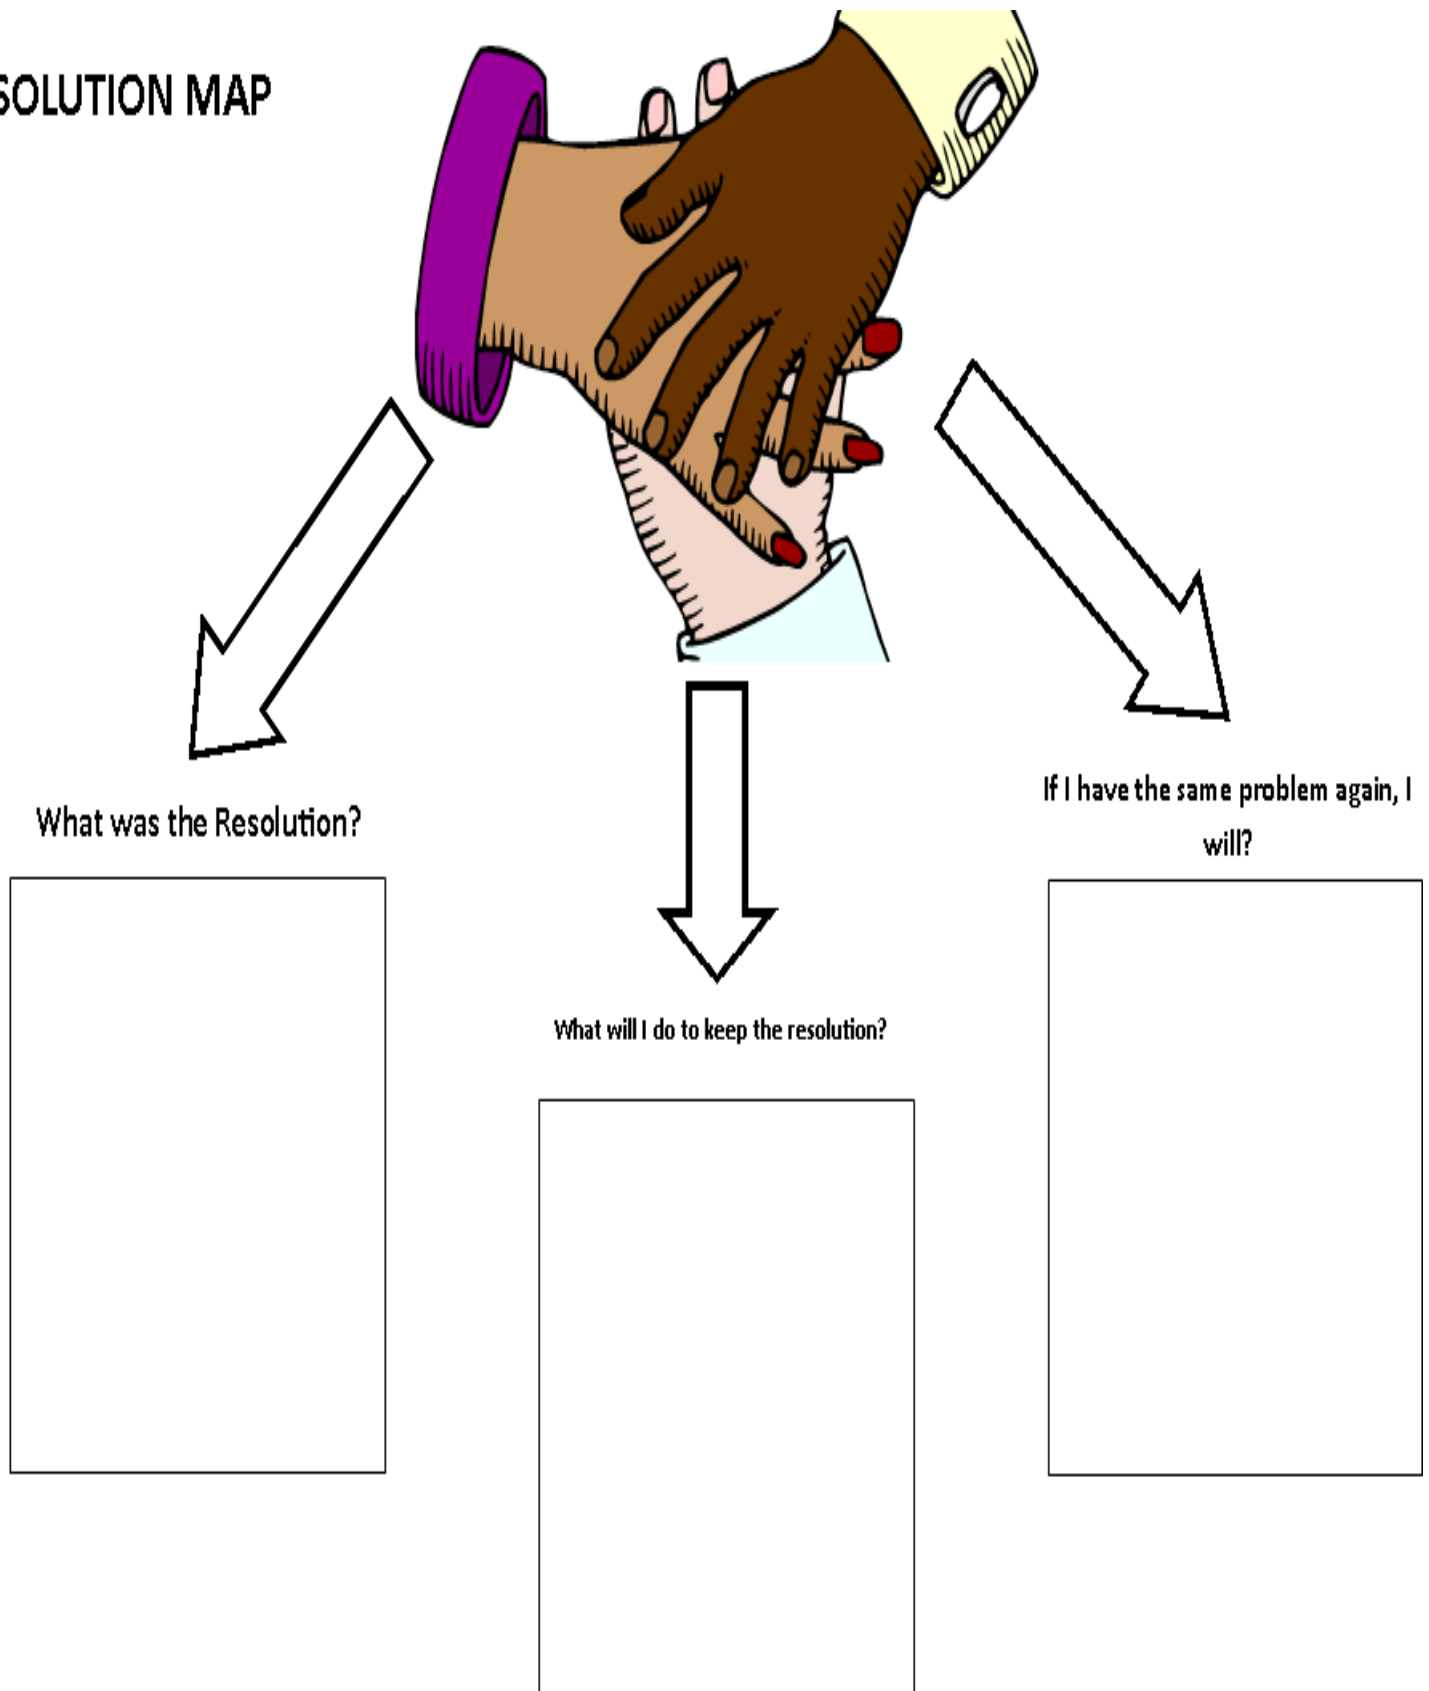 SOLUTION MAP
What was the Resolution?
What will I do to keep the resolution?
If I have the same problem again, I
will?